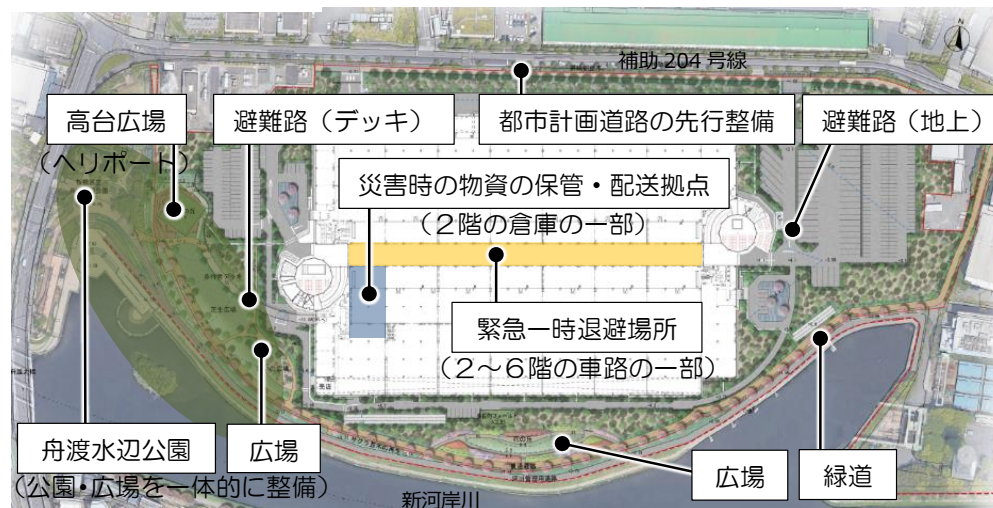 N
補助204号線
高台広場
（ヘリポート）
避難路（デッキ）
都市計画道路の先行整備
避難路（地上）
災害時の物資の保管・配送拠点
（２階の倉庫の一部）
緊急一時退避場所
（２～６階の車路の一部）
舟渡水辺公園
（公園・広場を一体的に整備）
広場
広場
緑道
新河岸川